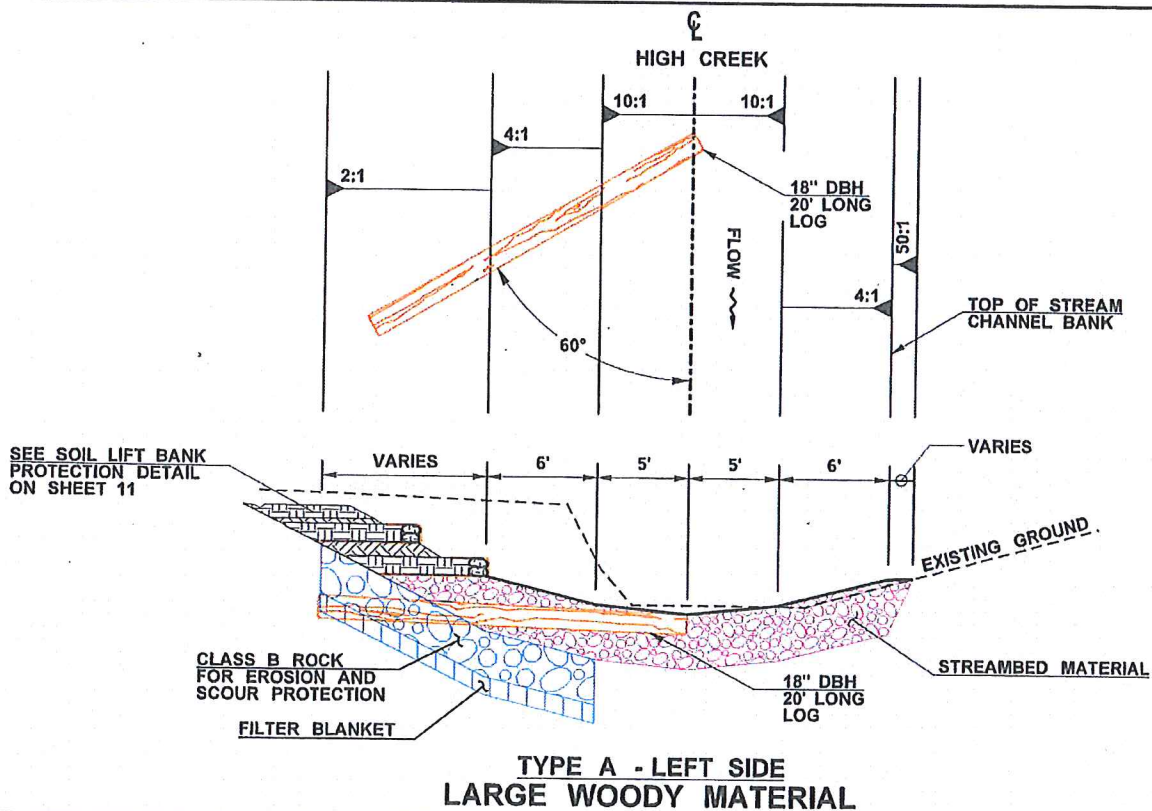 ℄
HIGH CREEK
10:1
10:1
4:1
2:1
18" DBH
20' LONG
LOG
FLOW
50:1
4:1
TOP OF STREAM
CHANNEL BANK
60°
SEE SOIL LIFT BANK
PROTECTION DETAIL
ON SHEET 11
VARIES
6'
5'
5'
6'
VARIES
EXISTING GROUND
CLASS B ROCK
FOR EROSION AND
SCOUR PROTECTION
FILTER BLANKET
18" DBH
20' LONG
LOG
STREAMBED MATERIAL
TYPE A - LEFT SIDE
LARGE WOODY MATERIAL